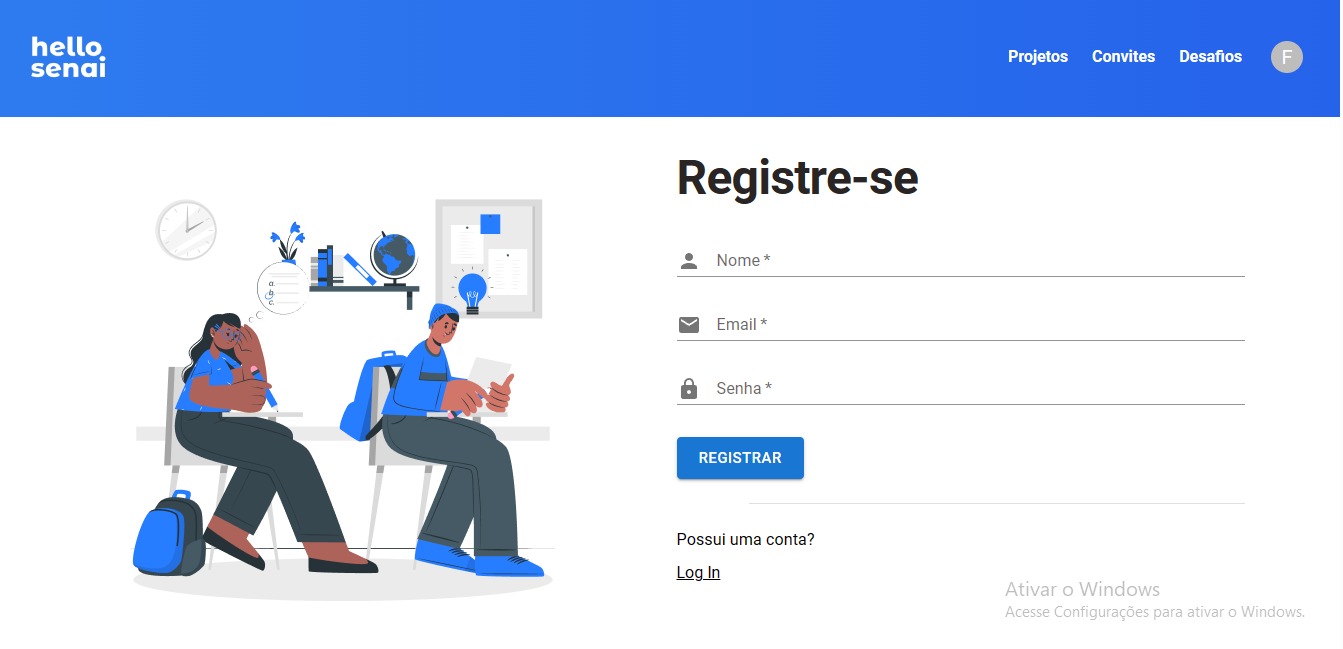 hello
senai
Projetos Convites Desafios F
Registre-se
Nome *
Email *
Senha *
REGISTRAR
Possui uma conta?
Log In
a.
b.
c.
Ativar o Windows
Acesse Configurações para ativar o Windows.